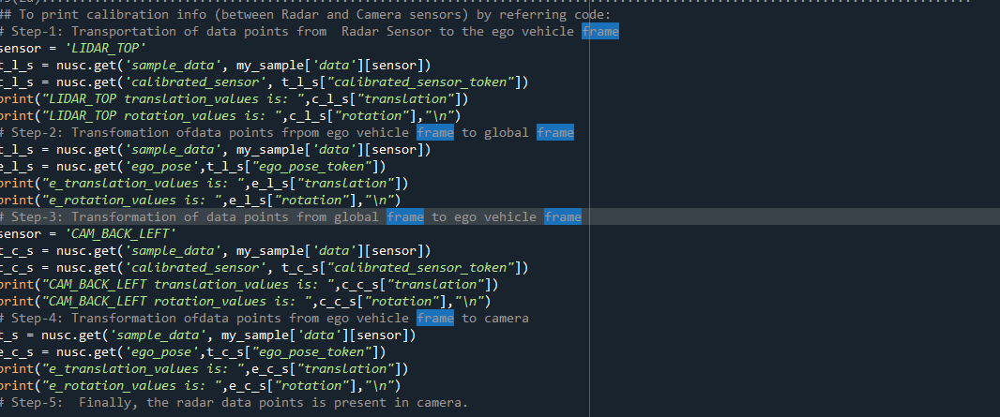 ## To print calibration info (between Radar and Camera sensors) by referring code:
# Step-1: Transportation of data points from  Radar Sensor to the ego vehicle frame
sensor = 'LIDAR_TOP'
t_l_s = nusc.get('sample_data', my_sample['data'][sensor])
c_l_s = nusc.get('calibrated_sensor', t_l_s["calibrated_sensor_token"])
print("LIDAR_TOP translation_values is: ",c_l_s["translation"])
print("LIDAR_TOP rotation_values is: ",c_l_s["rotation"],"\n")
# Step-2: Transfomation ofdata points frpom ego vehicle frame to global frame
t_l_s = nusc.get('sample_data', my_sample['data'][sensor])
e_l_s = nusc.get('ego_pose',t_l_s["ego_pose_token"])
print("e_translation_values is: ",e_l_s["translation"])
print("e_rotation_values is: ",e_l_s["rotation"],"\n")
# Step-3: Transformation of data points from global frame to ego vehicle frame
sensor = 'CAM_BACK_LEFT'
t_c_s = nusc.get('sample_data', my_sample['data'][sensor])
c_c_s = nusc.get('calibrated_sensor', t_c_s["calibrated_sensor_token"])
print("CAM_BACK_LEFT translation_values is: ",c_c_s["translation"])
print("CAM_BACK_LEFT rotation_values is: ",c_c_s["rotation"],"\n")
# Step-4: Transformation ofdata points from ego vehicle frame to camera
t_s = nusc.get('sample_data', my_sample['data'][sensor])
e_c_s = nusc.get('ego_pose',t_c_s["ego_pose_token"])
print("e_translation_values is: ",e_c_s["translation"])
print("e_rotation_values is: ",e_c_s["rotation"],"\n")
# Step-5:  Finally, the radar data points is present in camera.